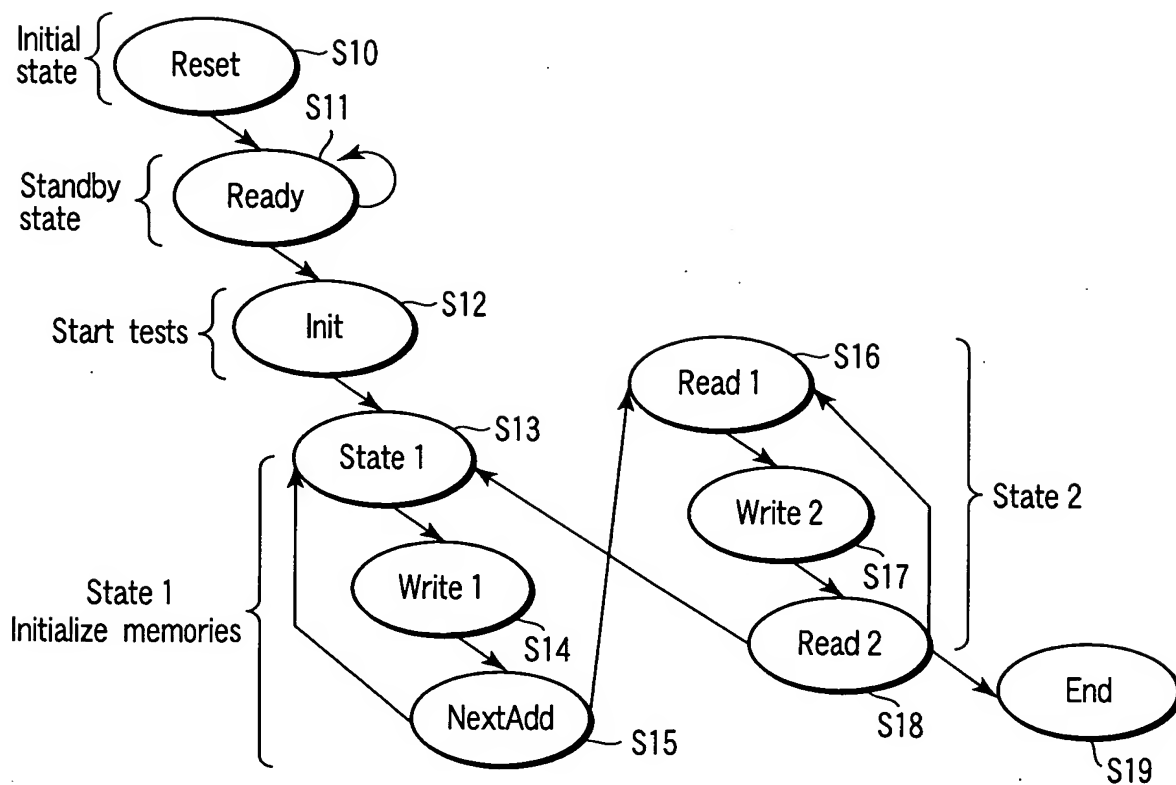 Initial
state
Reset
S10
S11
Standby
state
Ready
Start tests
Init
S12
State 1
S13
Write 1
S14
NextAdd
S15
State 1
Initialize memories
Read 1
S16
Write 2
S17
Read 2
S18
State 2
End
S19